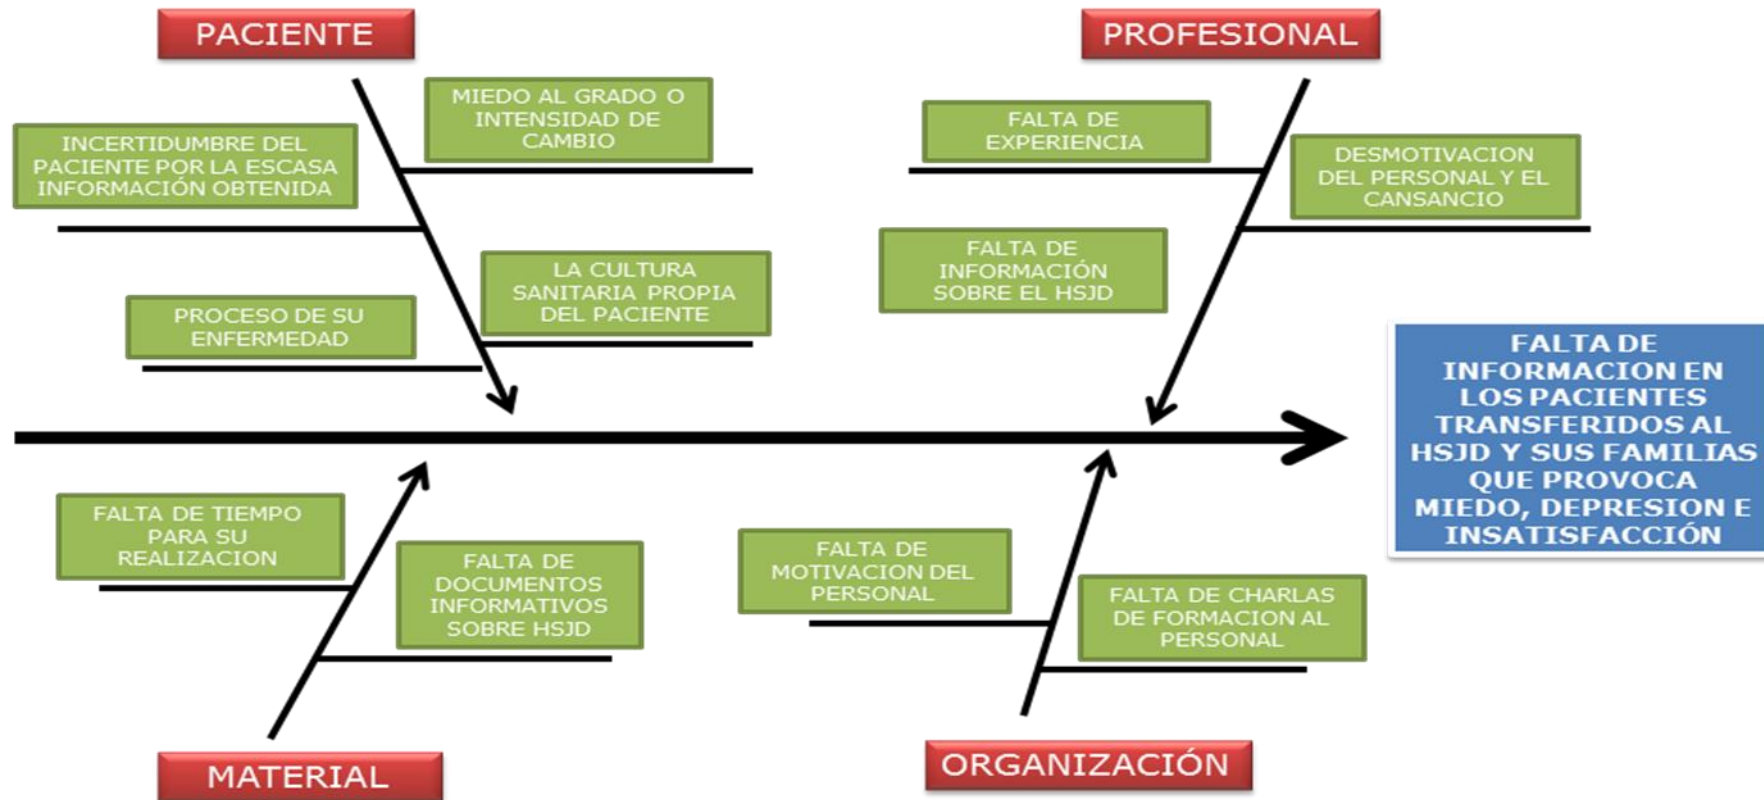 PACIENTE
MIEDO AL GRADO O
INTENSIDAD DE
CAMBIO
INCERTIDUMBRE DEL
PACIENTE POR LA ESCASA
INFORMACIÓN OBTENIDA
LA CULTURA
SANITARIA PROPIA
DEL PACIENTE
PROCESO DE SU
ENFERMEDAD
PROFESIONAL
FALTA DE
EXPERIENCIA
DESMOTIVACION
DEL PERSONAL Y EL
CANSANCIO
FALTA DE
INFORMACIÓN
SOBRE EL HSJD
FALTA DE
INFORMACION EN
LOS PACIENTES
TRANSFERIDOS AL
HSJD Y SUS FAMILIAS
QUE PROVOCA
MIEDO, DEPRESION E
INSATISFACCIÓN
FALTA DE TIEMPO
PARA SU
REALIZACION
FALTA DE
DOCUMENTOS
INFORMATIVOS
SOBRE HSJD
MATERIAL
FALTA DE
MOTIVACION DEL
PERSONAL
FALTA DE CHARLAS
DE FORMACION AL
PERSONAL
ORGANIZACIÓN